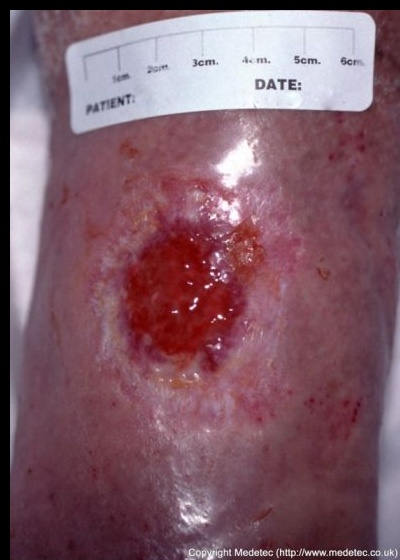 1cm. 2cm. 3cm. 4cm. 5cm. 6cm.
PATIENT: DATE:
Copyright Medetec (http://www.medetec.co.uk)